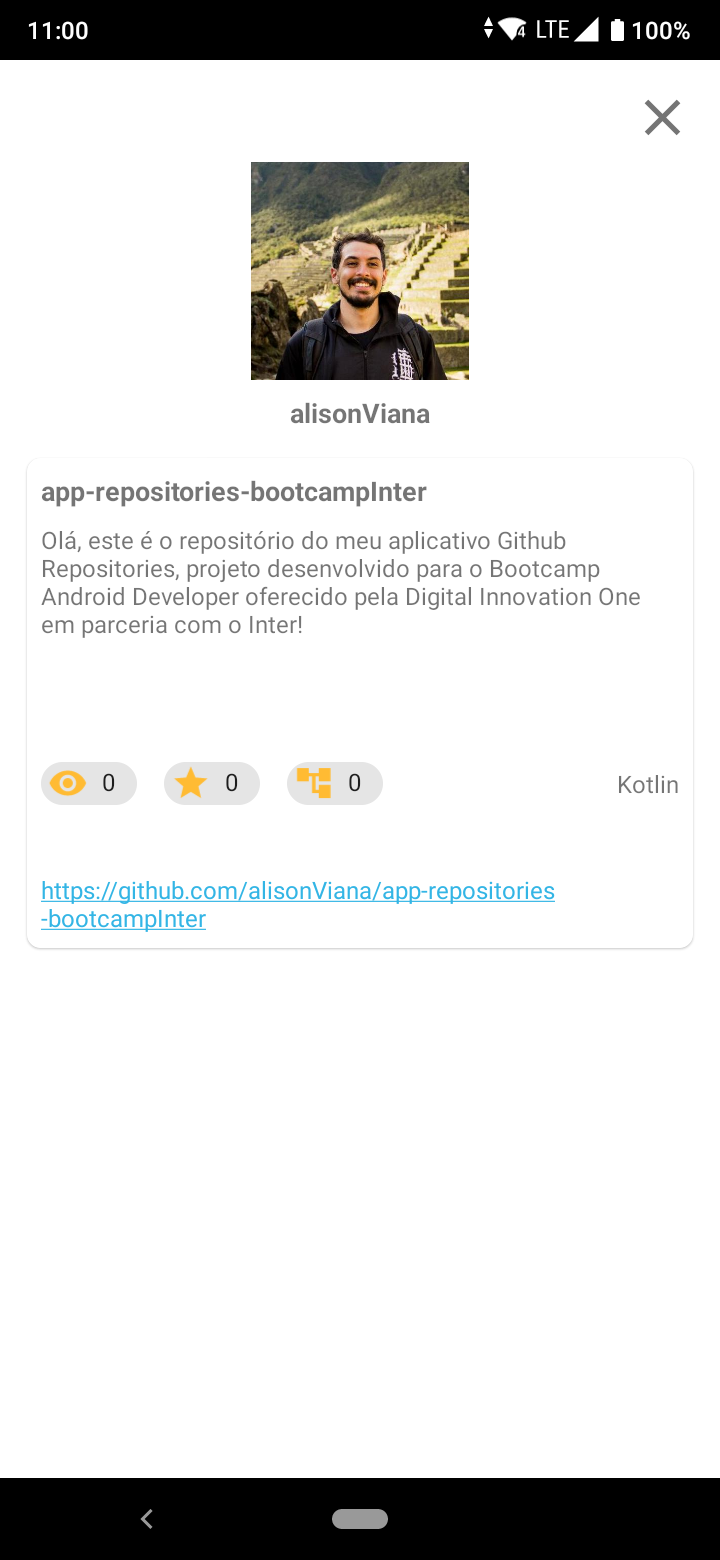 11:00 4 LTE 100%
alisonViana
app-repositories-bootcampInter
Olá, este é o repositório do meu aplicativo Github
Repositories, projeto desenvolvido para o Bootcamp
Android Developer oferecido pela Digital Innovation One
em parceria com o Inter!
0 0 0 Kotlin
https://github.com/alisonViana/app-repositories
-bootcampInter